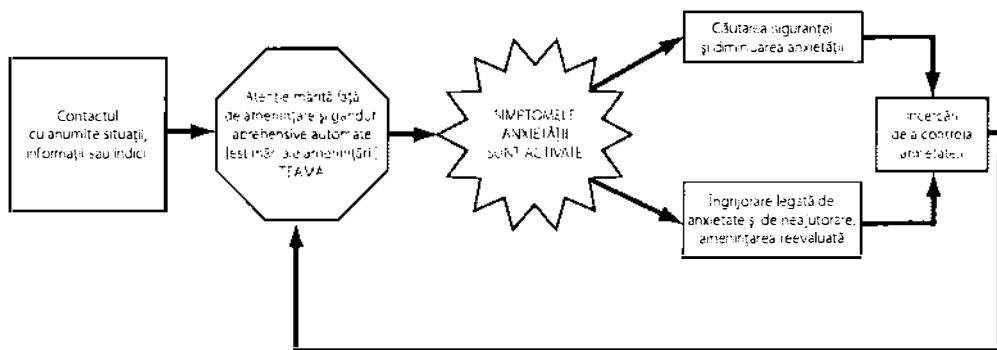 Contactul
cu anumite situații,
informații sau indici
Atenție mărită față
de amenințare și gânduri
aprehensive automate
[estimări ale amenințării]
TEAMA
SIMPTOMELE
ANXIETĂȚII
SUNT ACTIVATE
Căutarea siguranței
și diminuarea anxietății
Îngrijorare legată de
anxietate și de neajutorare,
amenințarea reevaluată
Încercări
de a controla
anxietatea